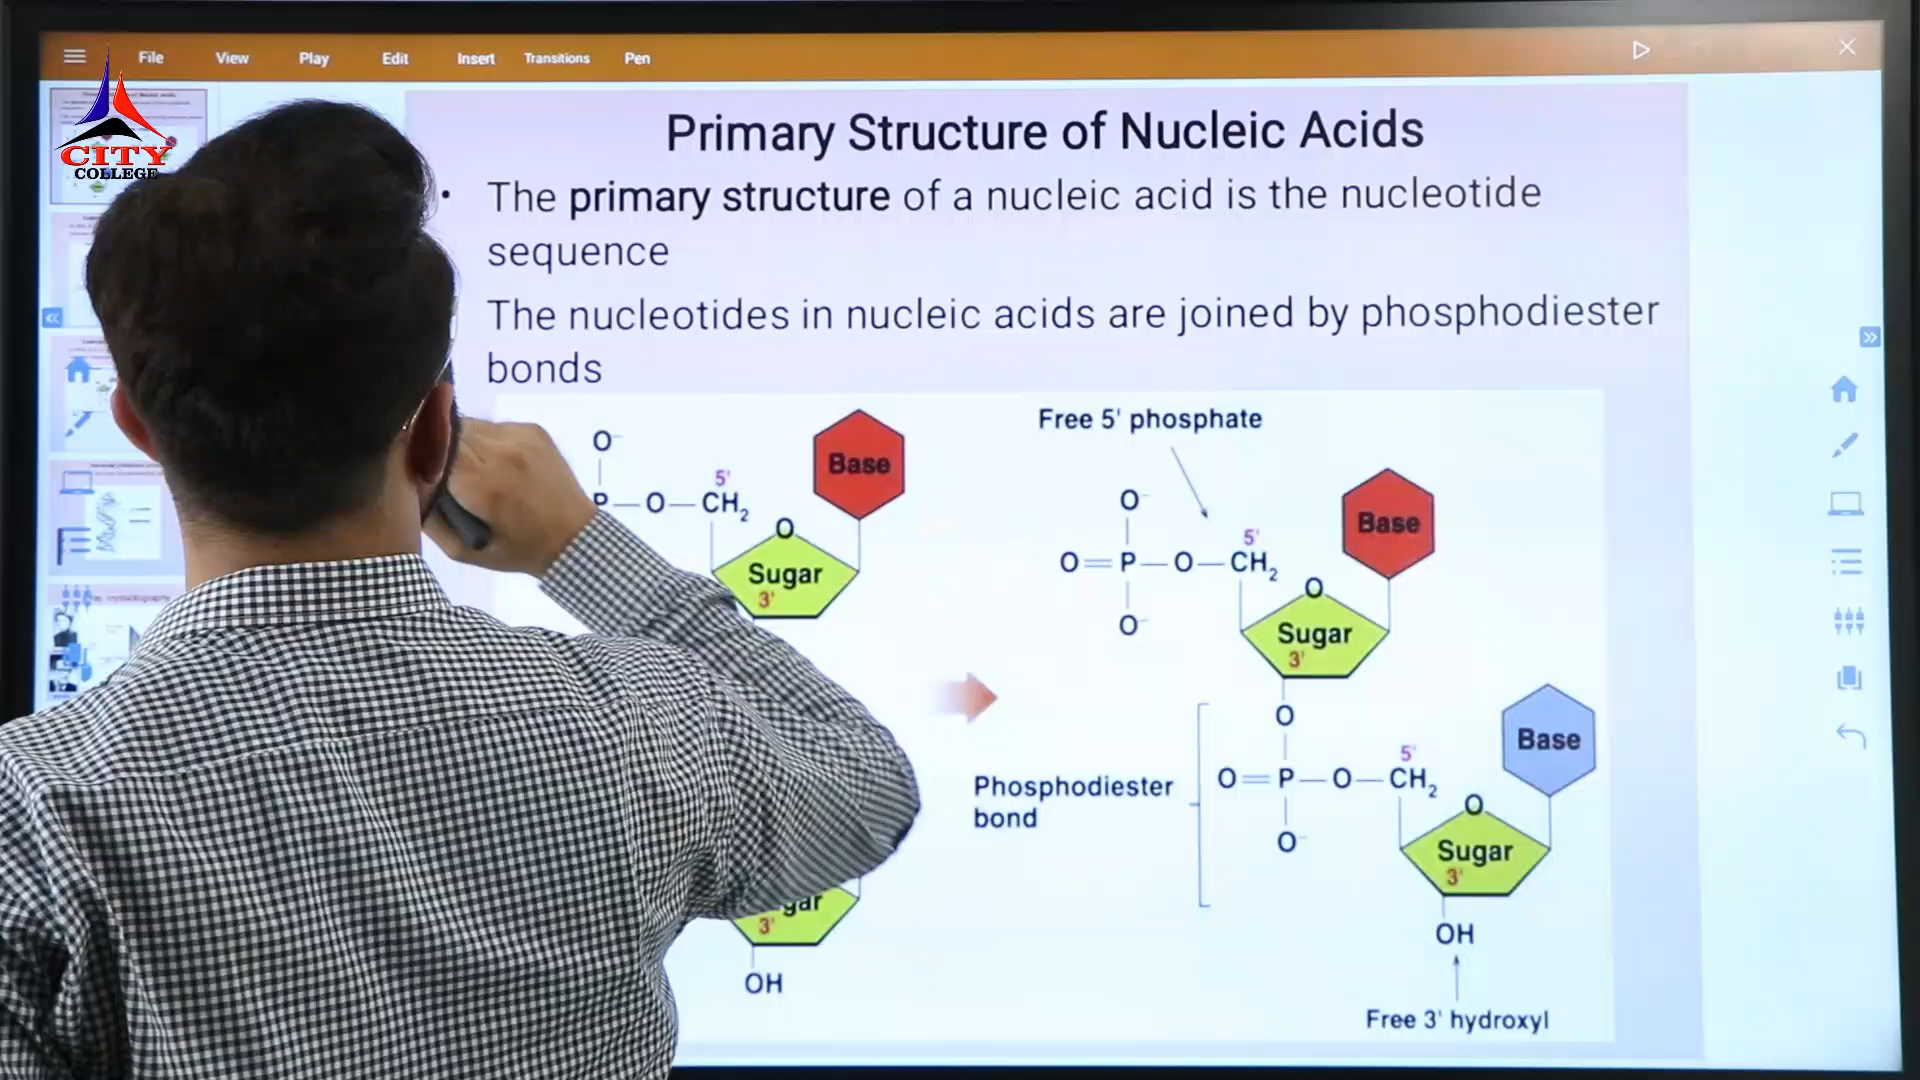 File View Play Edit Insert Transitions Pen
CITY
COLLEGE
Primary Structure of Nucleic Acids
• The primary structure of a nucleic acid is the nucleotide
sequence
The nucleotides in nucleic acids are joined by phosphodiester
bonds
O⁻
P—O—CH₂
5'
O
Base
Sugar
3'
3'
OH
Free 5' phosphate
O⁻
O=P—O—CH₂
5'
O⁻
O
Base
Sugar
3'
O
Phosphodiester
bond
O=P—O—CH₂
5'
O⁻
O
Base
Sugar
3'
OH
Free 3' hydroxyl